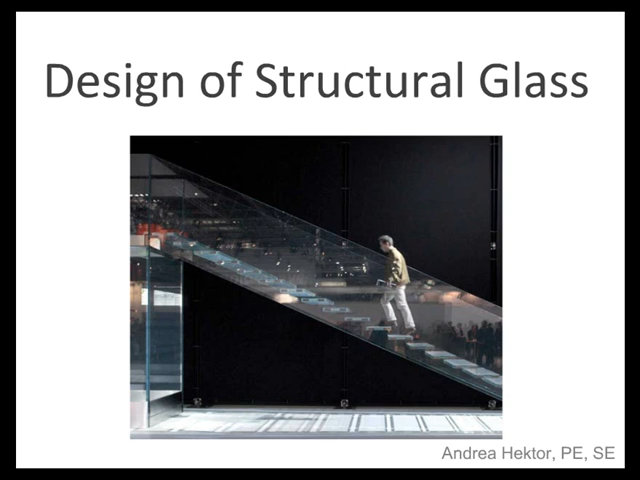 Design of Structural Glass
Andrea Hektor, PE, SE